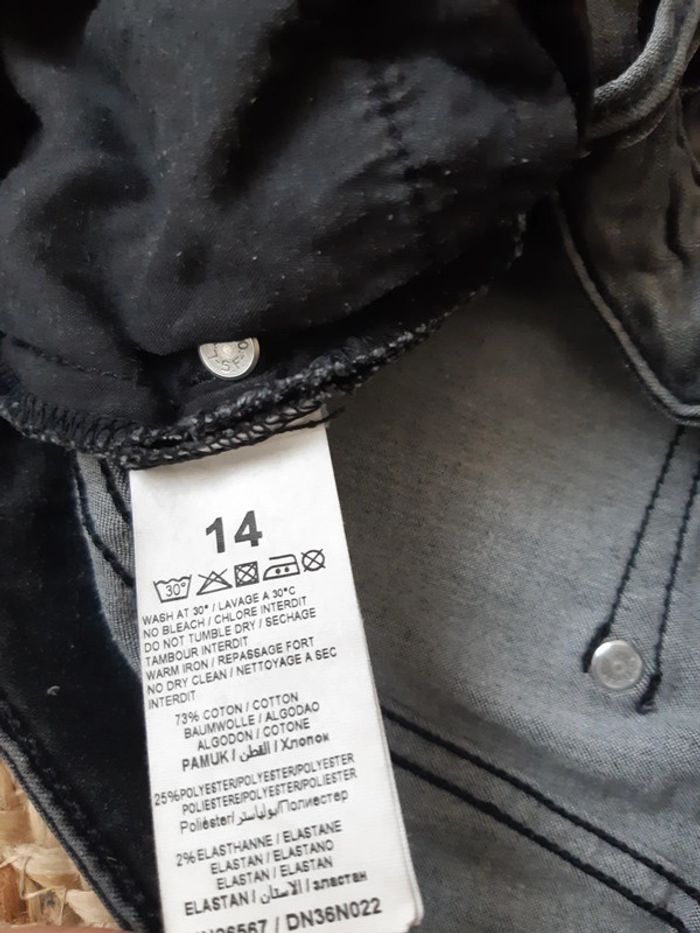 14
30°
WASH AT 30° / LAVAGE A 30°C
NO BLEACH / CHLORE INTERDIT
DO NOT TUMBLE DRY / SECHAGE
TAMBOUR INTERDIT
WARM IRON / REPASSAGE FORT
NO DRY CLEAN / NETTOYAGE A SEC
INTERDIT
73% COTON / COTTON
BAUMWOLLE / ALGODAO
ALGODON / COTONE
PAMUK / القطن / Хлопок
25%POLYESTER/POLYESTER/POLYESTER
POLIESTERE/POLIESTER/POLIESTER
Poliéster/بولياستر/Полиестер
2%ELASTHANNE / ELASTANE
ELASTAN / ELASTANO
ELASTAN / ELASTAN
ELASTAN / الاستان / эластан
/ DN36N022